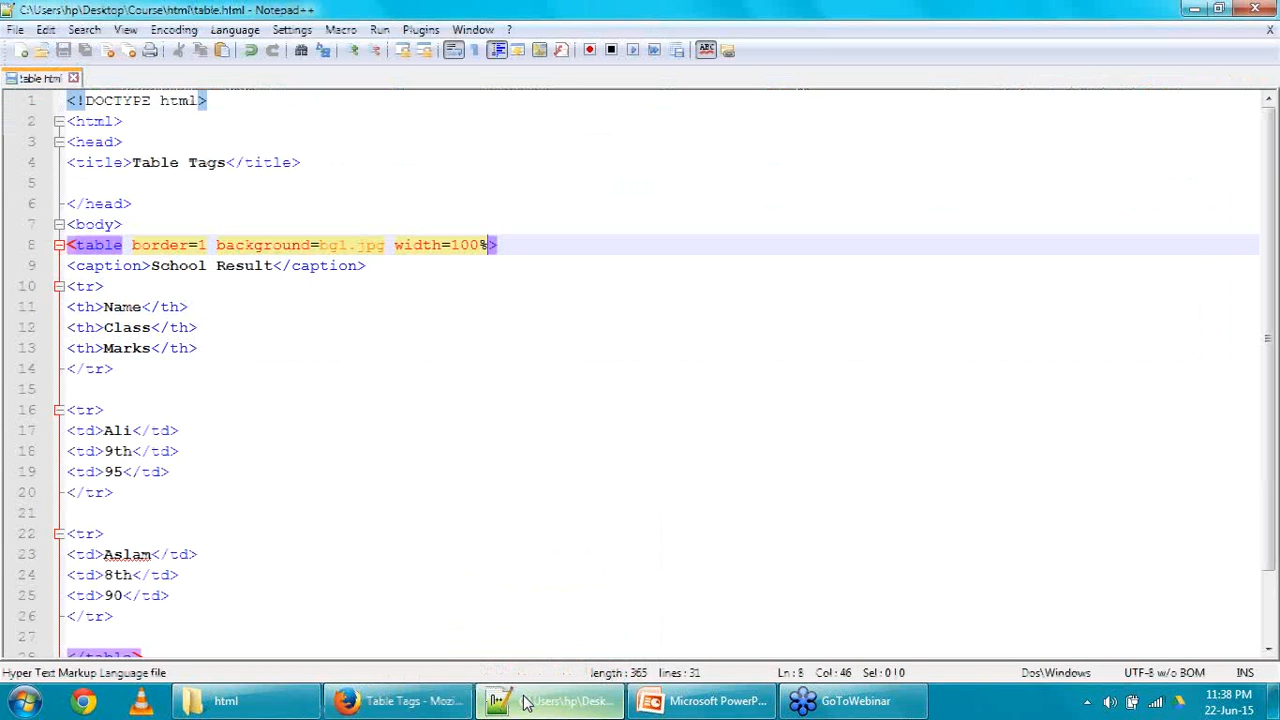 C:\Users\hp\Desktop\Course\html\table.html - Notepad++
File Edit Search View Encoding Language Settings Macro Run Plugins Window ? X
ABC
table.html
1 <!DOCTYPE html>
2 <html>
3 <head>
4 <title>Table Tags</title>
5
6 </head>
7 <body>
8 <table border=1 background=bg1.jpg width=100%>
9 <caption>School Result</caption>
10 <tr>
11 <th>Name</th>
12 <th>Class</th>
13 <th>Marks</th>
14 </tr>
15
16 <tr>
17 <td>Ali</td>
18 <td>9th</td>
19 <td>95</td>
20 </tr>
21
22 <tr>
23 <td>Aslam</td>
24 <td>8th</td>
25 <td>90</td>
26 </tr>
27
28 </table>
Hyper Text Markup Language file length : 365 lines : 31 Ln : 8 Col : 46 Sel : 0 | 0 Dos\Windows UTF-8 w/o BOM INS
html Table Tags - Mozi... \Users\hp\Desk... Microsoft PowerP... GoToWebinar 11:38 PM
22-Jun-15